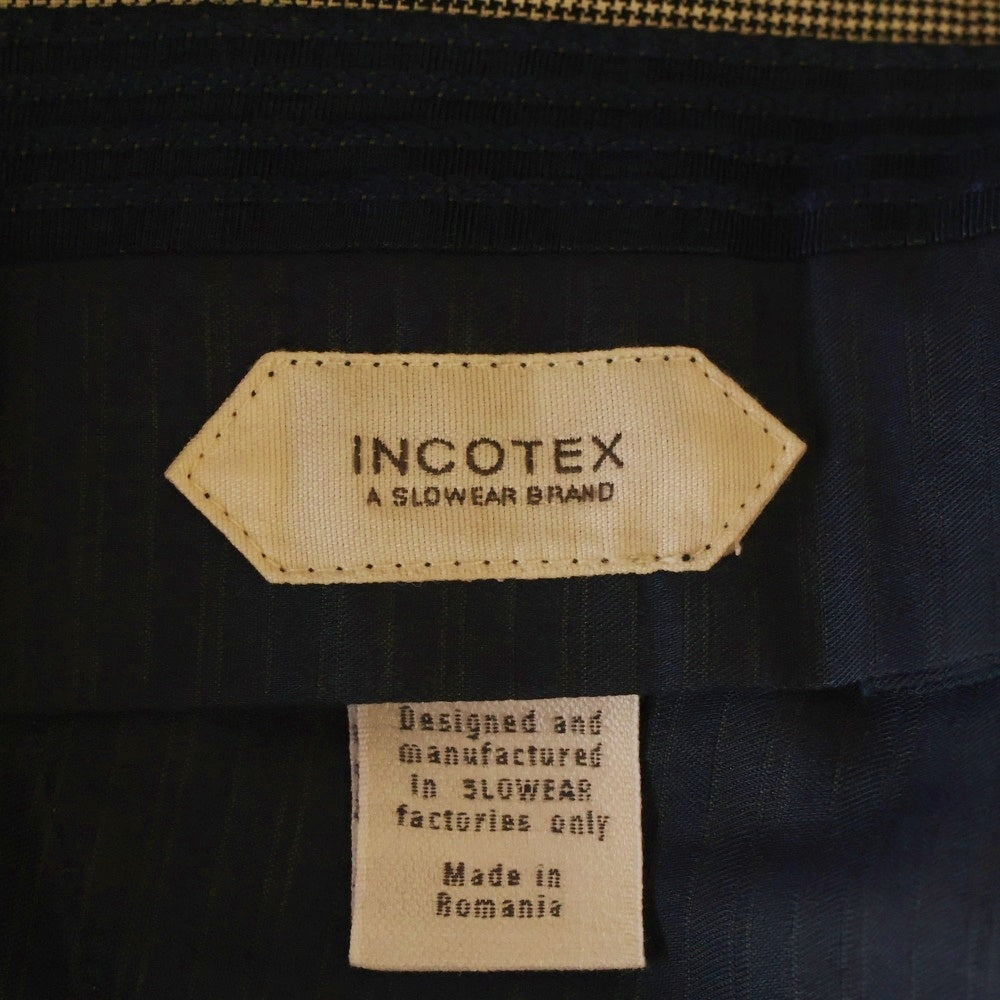 INCOTEX
A SLOWEAR BRAND
Designed and
manufactured
in SLOWEAR
factories only
Made in
Romania